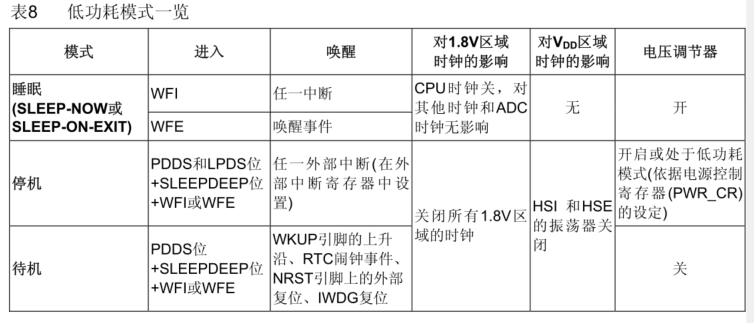 表8 低功耗模式一览
模式 进入 唤醒 对1.8V区域时钟的影响 对VDD区域时钟的影响 电压调节器
睡眠
(SLEEP-NOW或
SLEEP-ON-EXIT)
WFI
任一中断
WFE
唤醒事件
CPU时钟关，对
其他时钟和ADC
时钟无影响
无
开
停机
PDDS和LPDS位
+SLEEPDEEP位
+WFI或WFE
任一外部中断(在外
部中断寄存器中设
置)
关闭所有1.8V区
域的时钟
HSI 和HSE
的振荡器关
闭
开启或处于低功耗
模式(依据电源控制
寄存器(PWR_CR)
的设定)
待机
PDDS位
+SLEEPDEEP位
+WFI或WFE
WKUP引脚的上升
沿、RTC闹钟事件、
NRST引脚上的外部
复位、IWDG复位
关